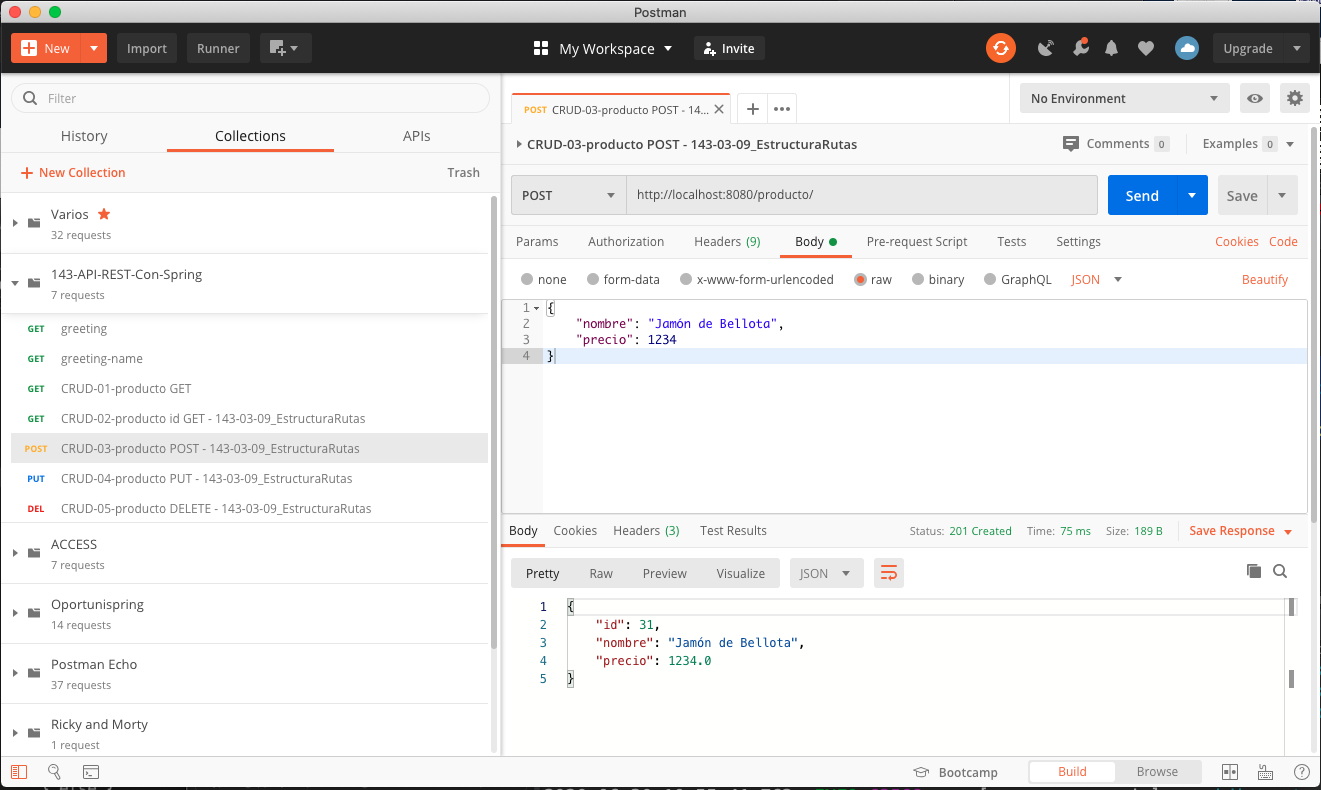 Postman
New
Import
Runner
My Workspace
Invite
Upgrade
Filter
History
Collections
APIs
New Collection
Trash
Varios
32 requests
143-API-REST-Con-Spring
7 requests
GET greeting
GET greeting-name
GET CRUD-01-producto GET
GET CRUD-02-producto id GET - 143-03-09_EstructuraRutas
POST CRUD-03-producto POST - 143-03-09_EstructuraRutas
PUT CRUD-04-producto PUT - 143-03-09_EstructuraRutas
DEL CRUD-05-producto DELETE - 143-03-09_EstructuraRutas
ACCESS
7 requests
Oportunispring
14 requests
Postman Echo
37 requests
Ricky and Morty
1 request
POST CRUD-03-producto POST - 14...
No Environment
CRUD-03-producto POST - 143-03-09_EstructuraRutas
Comments 0
Examples 0
POST
http://localhost:8080/producto/
Send
Save
Params Authorization Headers (9) Body Pre-request Script Tests Settings
Cookies Code
none form-data x-www-form-urlencoded raw binary GraphQL JSON
Beautify
1 {
2 "nombre": "Jamón de Bellota",
3 "precio": 1234
4 }
Body Cookies Headers (3) Test Results
Status: 201 Created Time: 75 ms Size: 189 B
Save Response
Pretty Raw Preview Visualize JSON
1 {
2 "id": 31,
3 "nombre": "Jamón de Bellota",
4 "precio": 1234.0
5 }
Bootcamp
Build
Browse